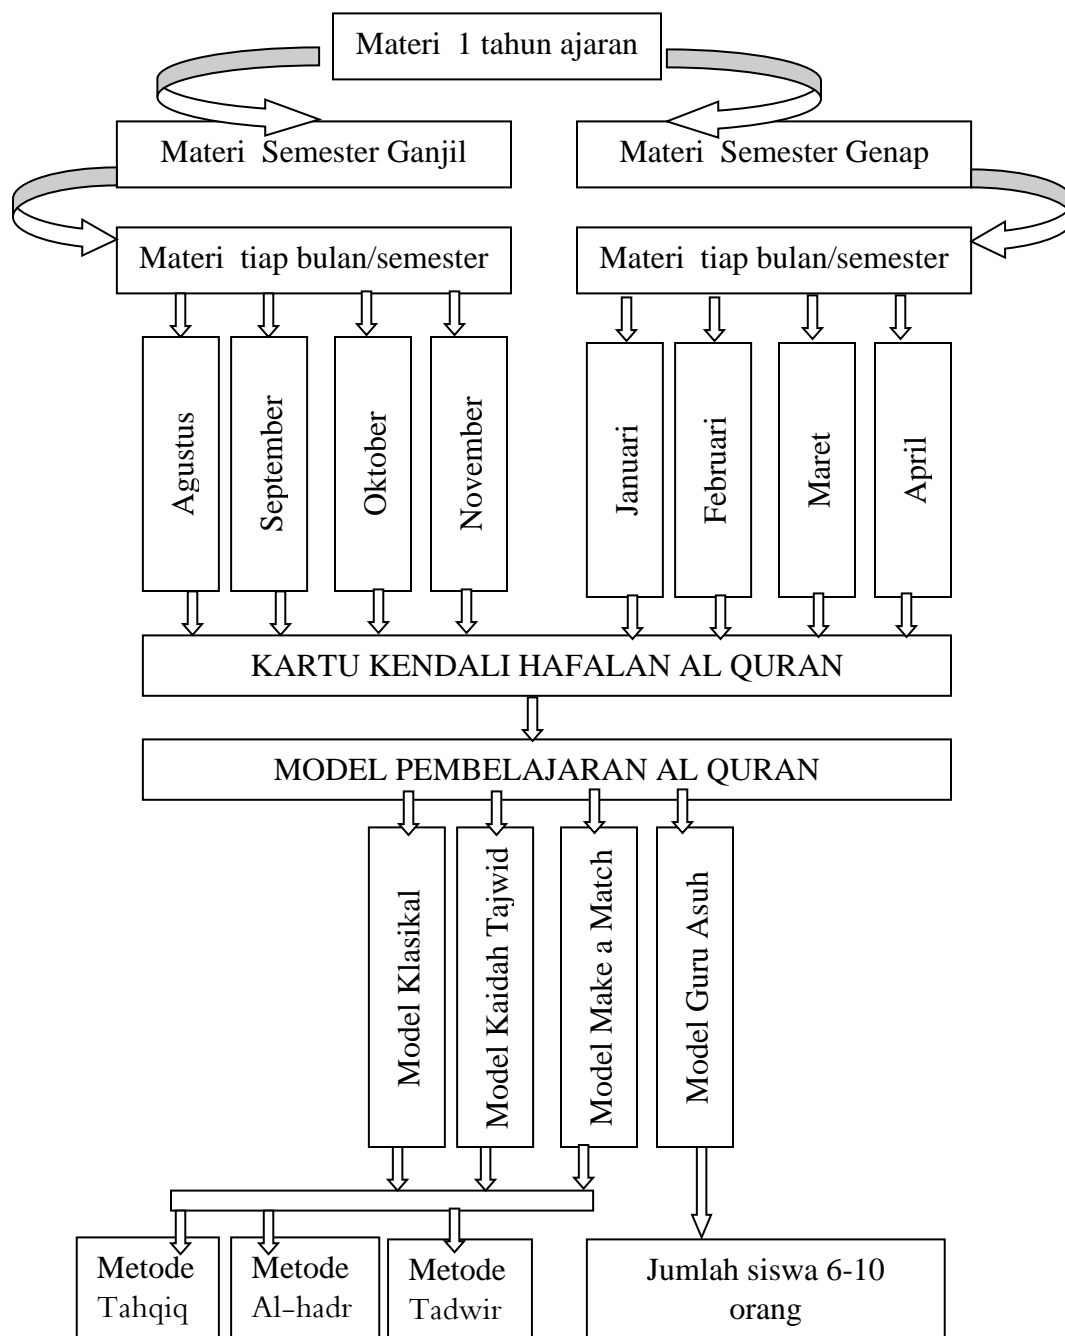 Materi 1 tahun ajaran
Materi Semester Ganjil
Materi Semester Genap
Materi tiap bulan/semester
Materi tiap bulan/semester
Agustus
September
Oktober
November
Januari
Februari
Maret
April
KARTU KENDALI HAFALAN AL QURAN
MODEL PEMBELAJARAN AL QURAN
Model Klasikal
Model Kaidah Tajwid
Model Make a Match
Model Guru Asuh
Metode
Tahqiq
Metode
Al-hadr
Metode
Tadwir
Jumlah siswa 6-10
orang